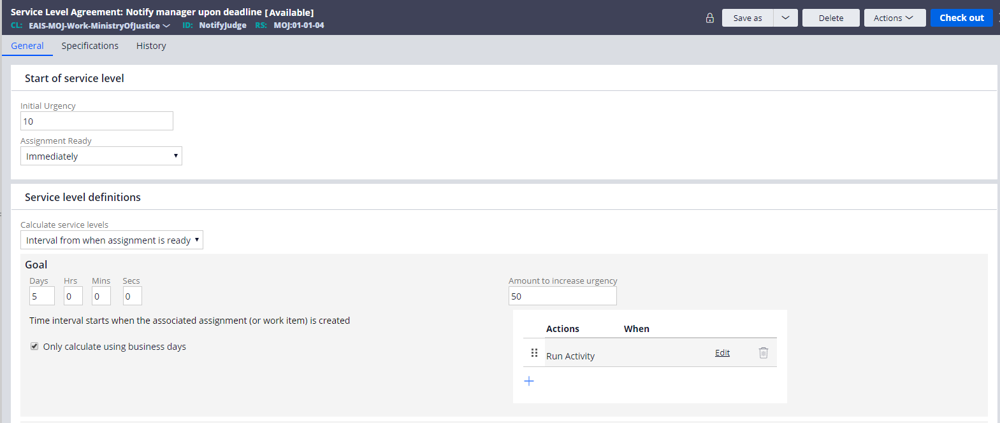 Service Level Agreement: Notify manager upon deadline [Available]
CL: EAIS-MOJ-Work-MinistryOfJustice ID: NotifyJudge RS: MOJ:01-01-04
Save as
Delete
Actions
Check out
General Specifications History
Start of service level
Initial Urgency
10
Assignment Ready
Immediately
Service level definitions
Calculate service levels
Interval from when assignment is ready
Goal
Days Hrs Mins Secs
5 0 0 0
Time interval starts when the associated assignment (or work item) is created
Only calculate using business days
Amount to increase urgency
50
Actions When
Run Activity Edit